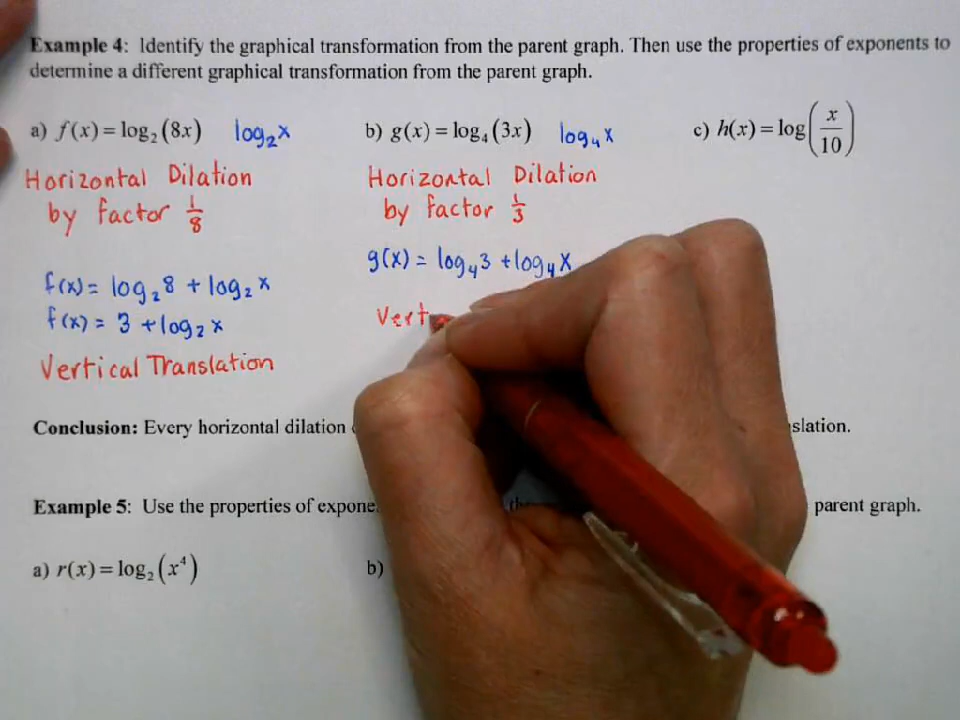 Example 4: Identify the graphical transformation from the parent graph. Then use the properties of exponents to
determine a different graphical transformation from the parent graph.
a) f(x) = log₂(8x) log₂x
Horizontal Dilation
by factor 1/8
f(x) = log₂8 + log₂x
f(x) = 3 + log₂x
Vertical Translation
b) g(x) = log₄(3x) log₄x
Horizontal Dilation
by factor 1/3
g(x) = log₄3 + log₄x
Vert
c) h(x) = log(x/10)
Conclusion: Every horizontal dilation slation.
Example 5: Use the properties of expone the parent graph.
a) r(x) = log₂(x⁴)
b)